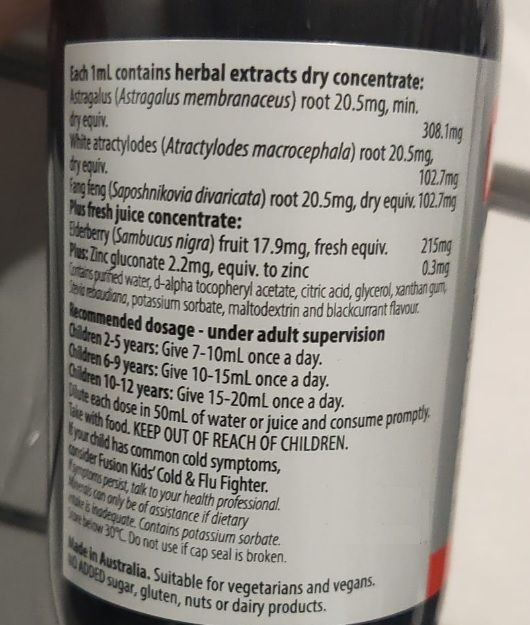 Each 1mL contains herbal extracts dry concentrate:
Astragalus (Astragalus membranaceus) root 20.5mg, min.
dry equiv. 308.1mg
White atractylodes (Atractylodes macrocephala) root 20.5mg,
dry equiv. 102.7mg
Fang feng (Saposhnikovia divaricata) root 20.5mg, dry equiv. 102.7mg
Plus fresh juice concentrate:
Elderberry (Sambucus nigra) fruit 17.9mg, fresh equiv. 215mg
Plus: Zinc gluconate 2.2mg, equiv. to zinc 0.3mg
Contains purified water, d-alpha tocopheryl acetate, citric acid, glycerol, xanthan gum,
Stevia rebaudiana, potassium sorbate, maltodextrin and blackcurrant flavour.
Recommended dosage - under adult supervision
Children 2-5 years: Give 7-10mL once a day.
Children 6-9 years: Give 10-15mL once a day.
Children 10-12 years: Give 15-20mL once a day.
Dilute each dose in 50mL of water or juice and consume promptly.
Take with food. KEEP OUT OF REACH OF CHILDREN.
If your child has common cold symptoms,
consider Fusion Kids' Cold & Flu Fighter.
If symptoms persist, talk to your health professional.
Minerals can only be of assistance if dietary
intake is inadequate. Contains potassium sorbate.
Store below 30°C. Do not use if cap seal is broken.
Made in Australia. Suitable for vegetarians and vegans.
NO ADDED sugar, gluten, nuts or dairy products.